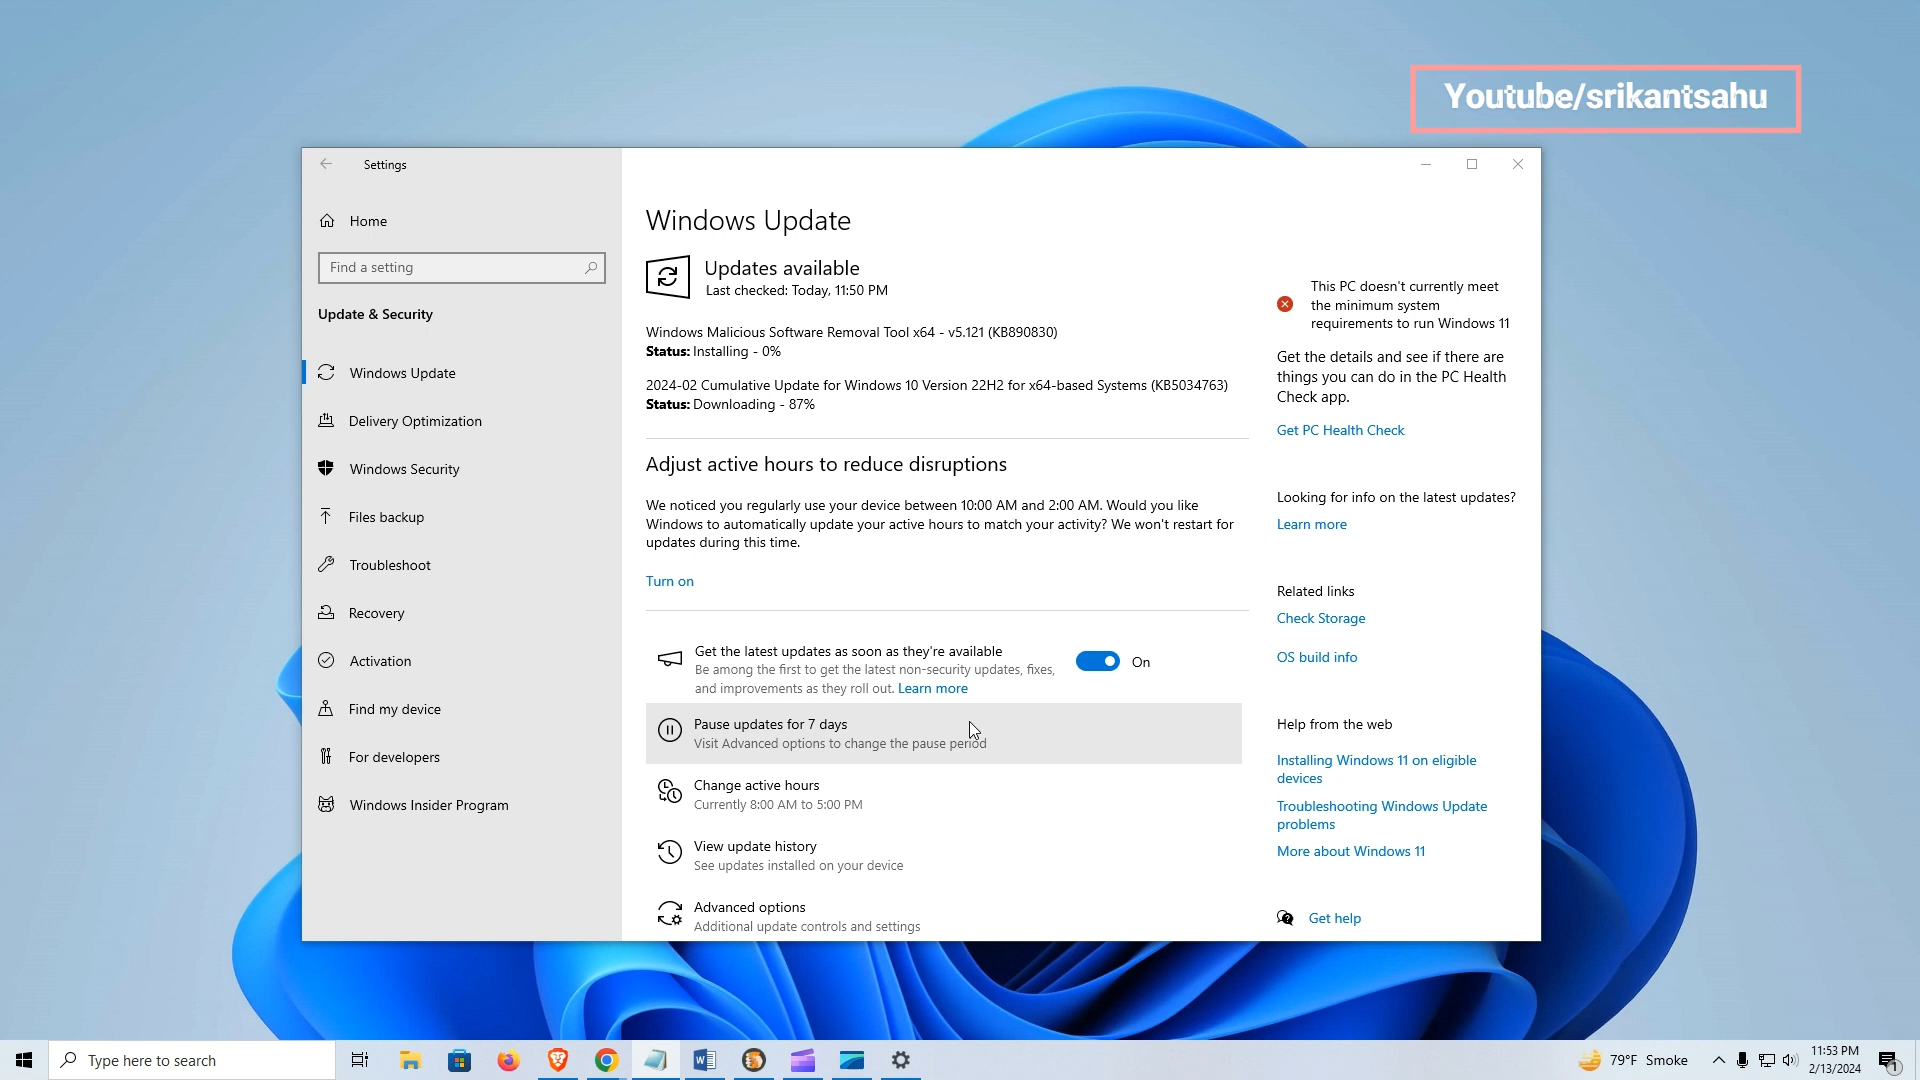 Youtube/srikantsahu
Settings
Home
Find a setting
Update & Security
Windows Update
Delivery Optimization
Windows Security
Files backup
Troubleshoot
Recovery
Activation
Find my device
For developers
Windows Insider Program
Windows Update
Updates available
Last checked: Today, 11:50 PM
Windows Malicious Software Removal Tool x64 - v5.121 (KB890830)
Status: Installing - 0%
2024-02 Cumulative Update for Windows 10 Version 22H2 for x64-based Systems (KB5034763)
Status: Downloading - 87%
Adjust active hours to reduce disruptions
We noticed you regularly use your device between 10:00 AM and 2:00 AM. Would you like
Windows to automatically update your active hours to match your activity? We won't restart for
updates during this time.
Turn on
Get the latest updates as soon as they're available
Be among the first to get the latest non-security updates, fixes,
and improvements as they roll out. Learn more
On
Pause updates for 7 days
Visit Advanced options to change the pause period
Change active hours
Currently 8:00 AM to 5:00 PM
View update history
See updates installed on your device
Advanced options
Additional update controls and settings
This PC doesn't currently meet
the minimum system
requirements to run Windows 11
Get the details and see if there are
things you can do in the PC Health
Check app.
Get PC Health Check
Looking for info on the latest updates?
Learn more
Related links
Check Storage
OS build info
Help from the web
Installing Windows 11 on eligible
devices
Troubleshooting Windows Update
problems
More about Windows 11
Get help
Type here to search
79°F Smoke
11:53 PM
2/13/2024
1